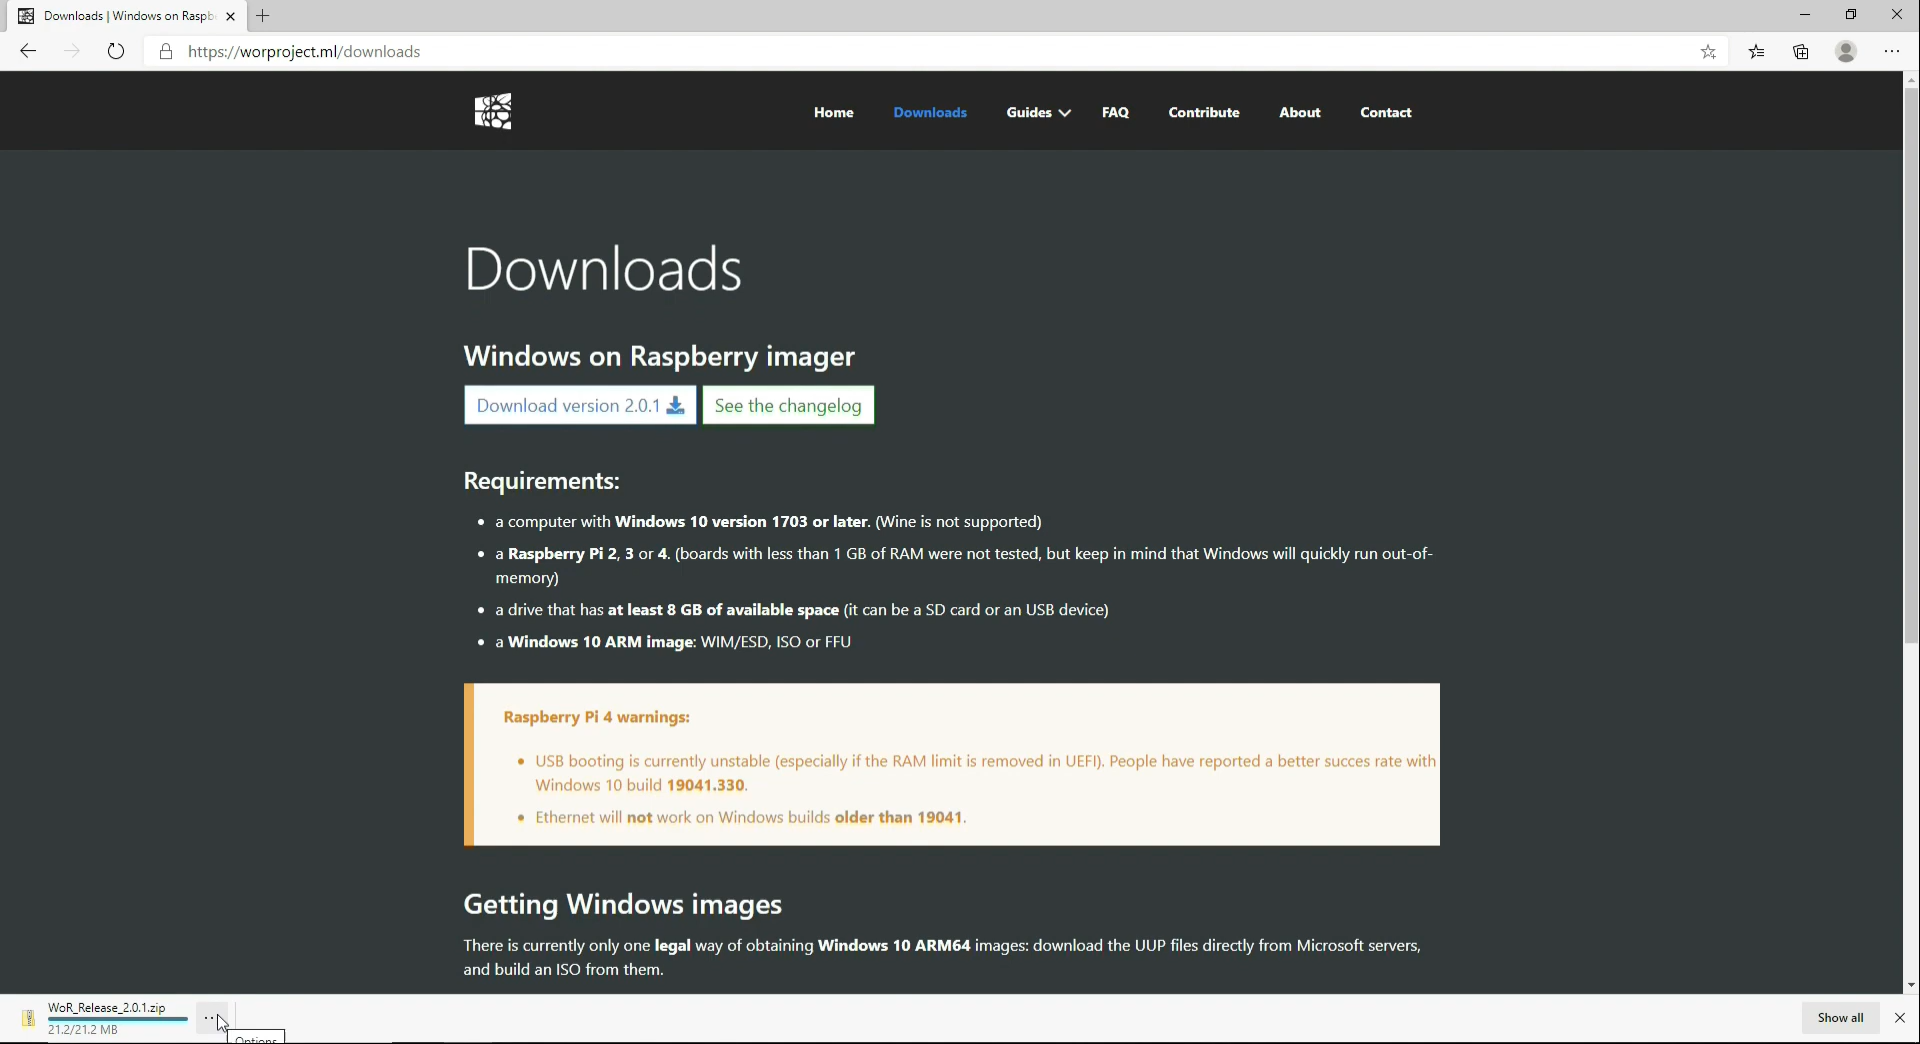 Downloads | Windows on Raspb
https://worproject.ml/downloads
Home Downloads Guides FAQ Contribute About Contact
Downloads
Windows on Raspberry imager
Download version 2.0.1 See the changelog
Requirements:
• a computer with Windows 10 version 1703 or later. (Wine is not supported)
• a Raspberry Pi 2, 3 or 4. (boards with less than 1 GB of RAM were not tested, but keep in mind that Windows will quickly run out-of-
memory)
• a drive that has at least 8 GB of available space (it can be a SD card or an USB device)
• a Windows 10 ARM image: WIM/ESD, ISO or FFU
Raspberry Pi 4 warnings:
• USB booting is currently unstable (especially if the RAM limit is removed in UEFI). People have reported a better succes rate with
Windows 10 build 19041.330.
• Ethernet will not work on Windows builds older than 19041.
Getting Windows images
There is currently only one legal way of obtaining Windows 10 ARM64 images: download the UUP files directly from Microsoft servers,
and build an ISO from them.
WoR_Release_2.0.1.zip
21.2/21.2 MB
Options
Show all